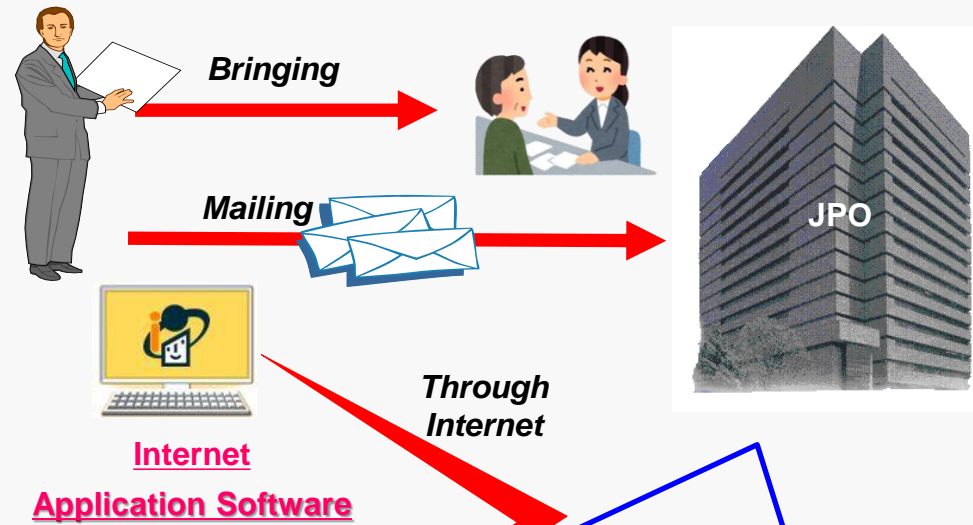 Bringing
Mailing
JPO
Through
Internet
Internet
Application Software